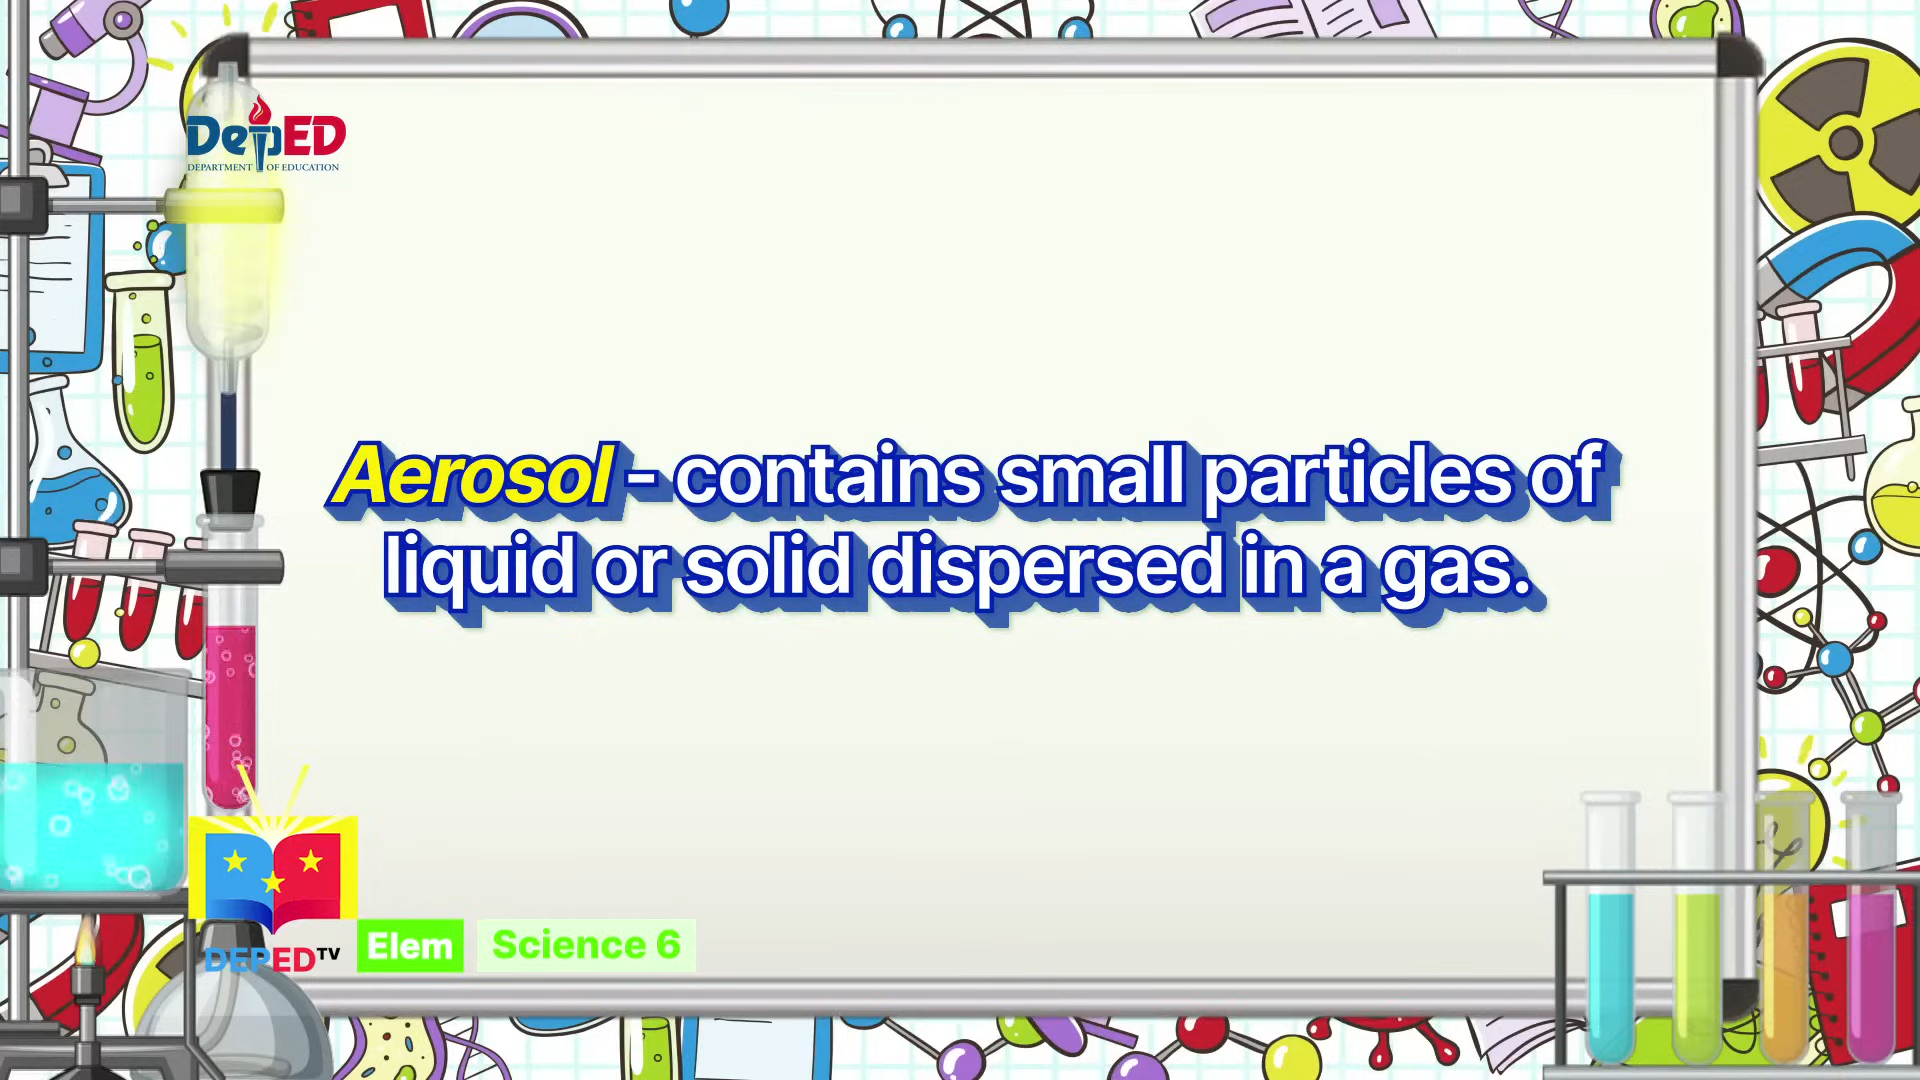 DepED
DEPARTMENT OF EDUCATION
Aerosol - contains small particles of
liquid or solid dispersed in a gas.
DEPED TV
Elem
Science 6